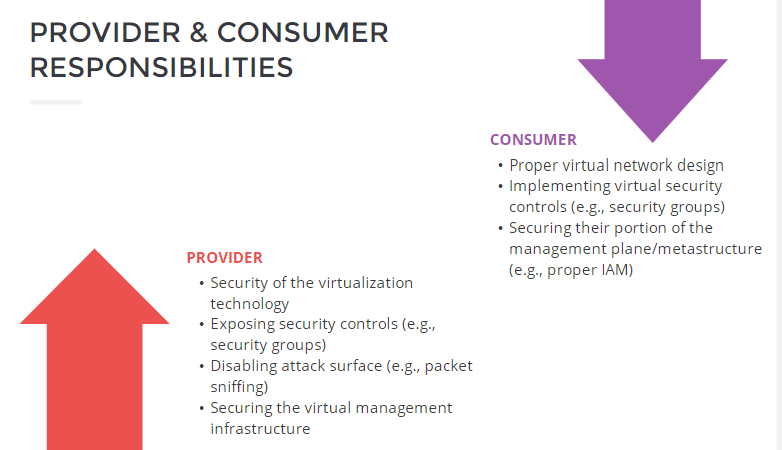 PROVIDER & CONSUMER
RESPONSIBILITIES
CONSUMER
• Proper virtual network design
• Implementing virtual security
controls (e.g., security groups)
• Securing their portion of the
management plane/metastructure
(e.g., proper IAM)
PROVIDER
• Security of the virtualization
technology
• Exposing security controls (e.g.,
security groups)
• Disabling attack surface (e.g., packet
sniffing)
• Securing the virtual management
infrastructure